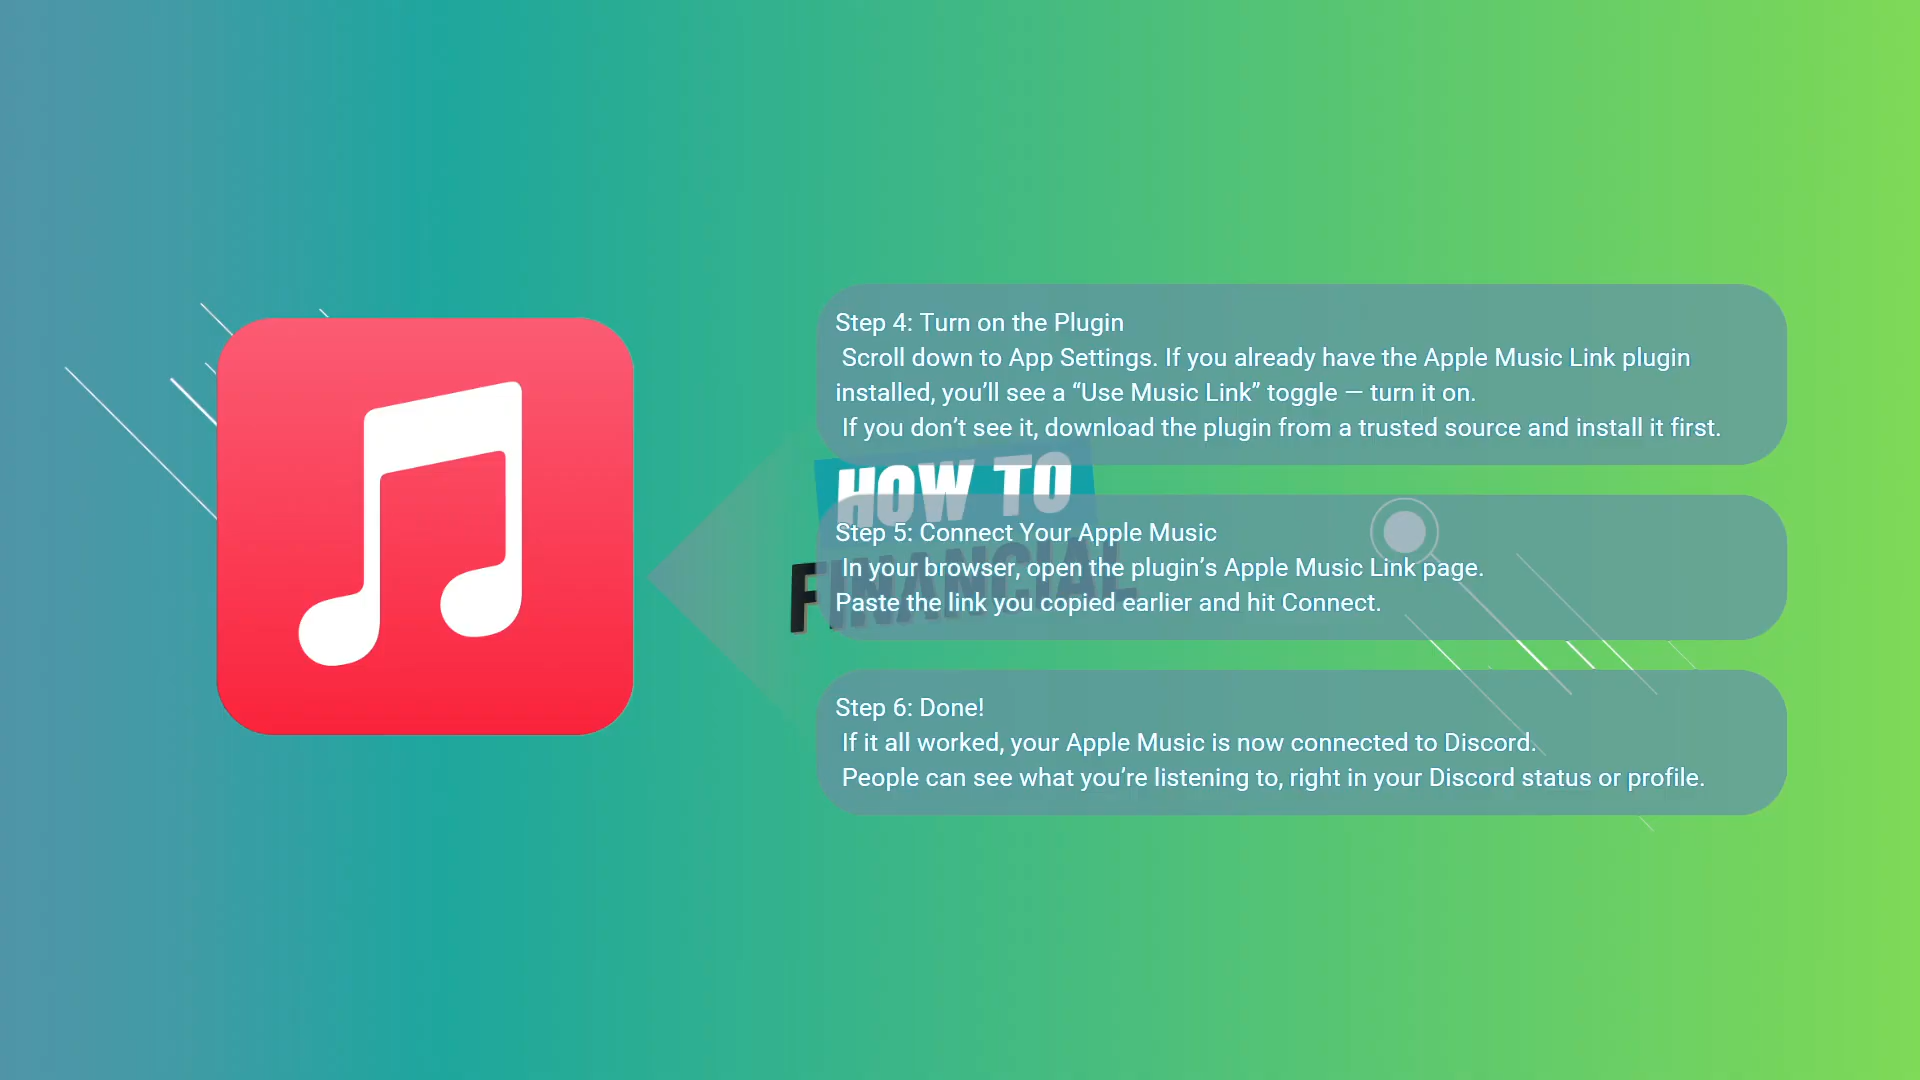 Step 4: Turn on the Plugin
Scroll down to App Settings. If you already have the Apple Music Link plugin
installed, you’ll see a “Use Music Link” toggle — turn it on.
If you don’t see it, download the plugin from a trusted source and install it first.
HOW TO
FINANCIAL
Step 5: Connect Your Apple Music
In your browser, open the plugin’s Apple Music Link page.
Paste the link you copied earlier and hit Connect.
Step 6: Done!
If it all worked, your Apple Music is now connected to Discord.
People can see what you’re listening to, right in your Discord status or profile.